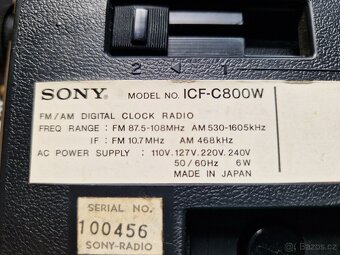 2 1
SONY MODEL NO. ICF-C800W
FM/AM DIGITAL CLOCK RADIO
FREQ RANGE : FM 87.5-108MHz AM 530-1605kHz
IF : FM 10.7MHz AM 468kHz
AC POWER SUPPLY : 110V. 127V. 220V. 240V
50/60Hz 6W
MADE IN JAPAN
SERIAL NO.
100456
SONY-RADIO